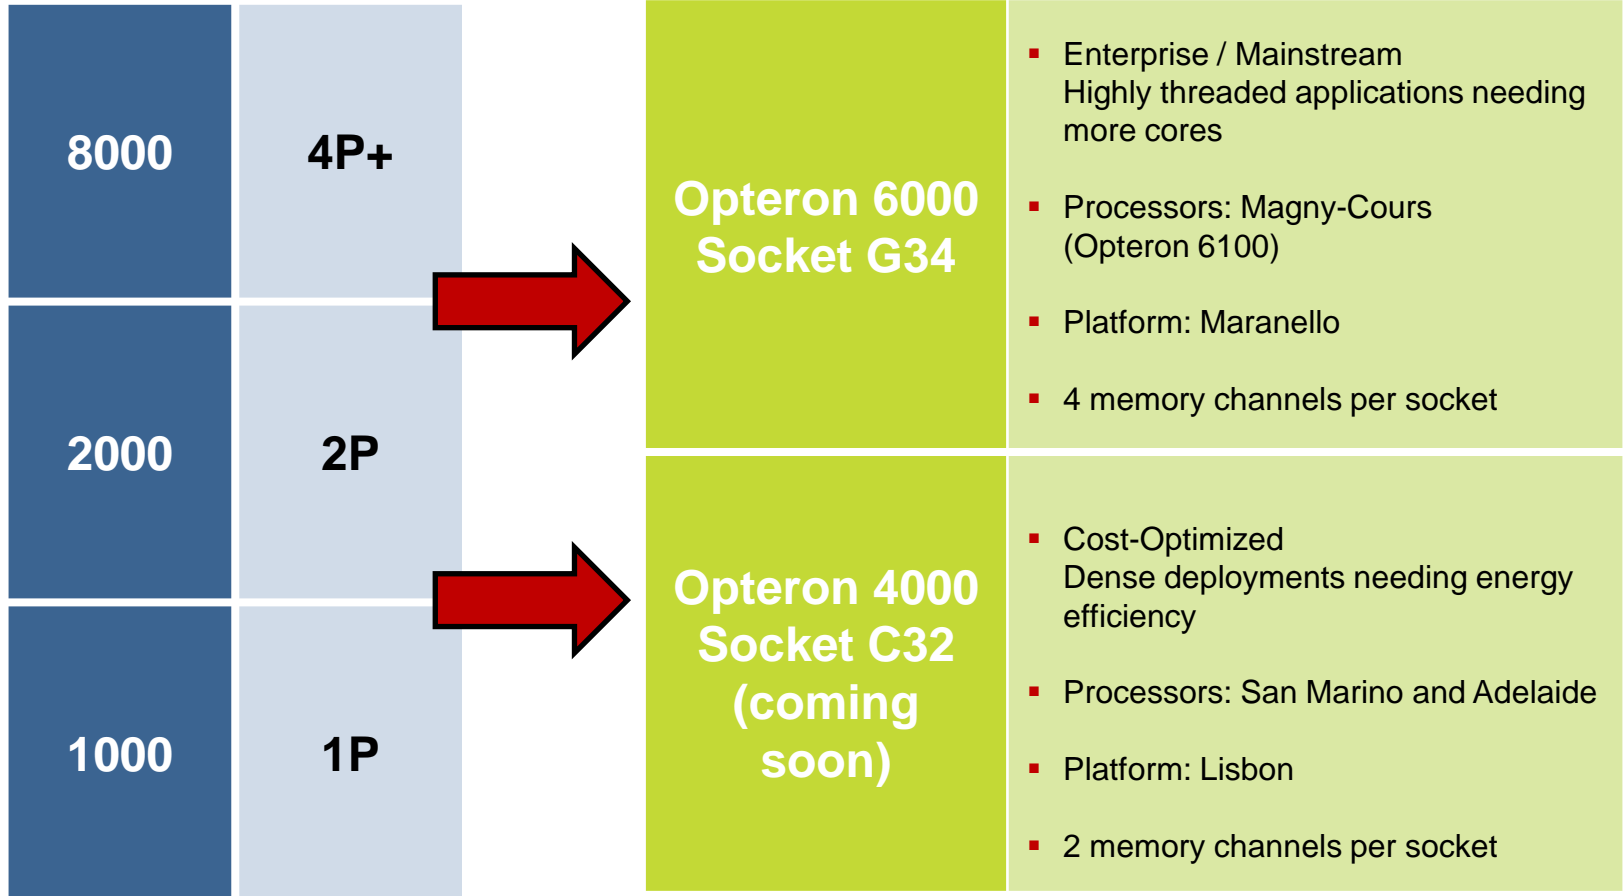 8000
4P+
2000
2P
1000
1P
Opteron 6000
Socket G34
▪ Enterprise / Mainstream
Highly threaded applications needing
more cores
▪ Processors: Magny-Cours
(Opteron 6100)
▪ Platform: Maranello
▪ 4 memory channels per socket
Opteron 4000
Socket C32
(coming
soon)
▪ Cost-Optimized
Dense deployments needing energy
efficiency
▪ Processors: San Marino and Adelaide
▪ Platform: Lisbon
▪ 2 memory channels per socket